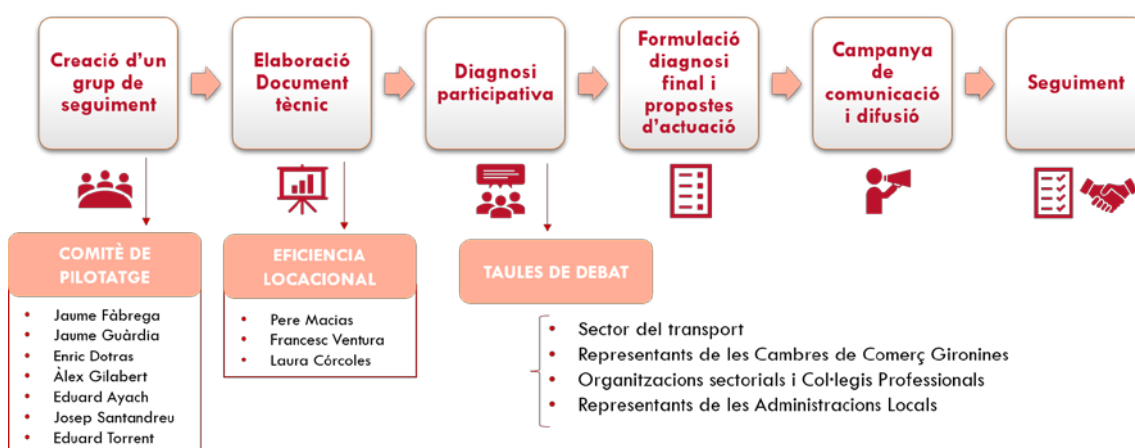 Creació d'un
grup de
seguiment
Elaboració
Document
tècnic
Diagnosi
participativa
Formulació
diagnosi
final i
propostes
d'actuació
Campanya
de
comunicació
i difusió
Seguiment
COMITÈ DE
PILOTATGE
• Jaume Fàbrega
• Jaume Guàrdia
• Enric Dotras
• Àlex Gilabert
• Eduard Ayach
• Josep Santandreu
• Eduard Torrent
EFICIENCIA
LOCACIONAL
• Pere Macias
• Francesc Ventura
• Laura Córcoles
TAULES DE DEBAT
• Sector del transport
• Representants de les Cambres de Comerç Gironines
• Organitzacions sectorials i Col·legis Professionals
• Representants de les Administracions Locals